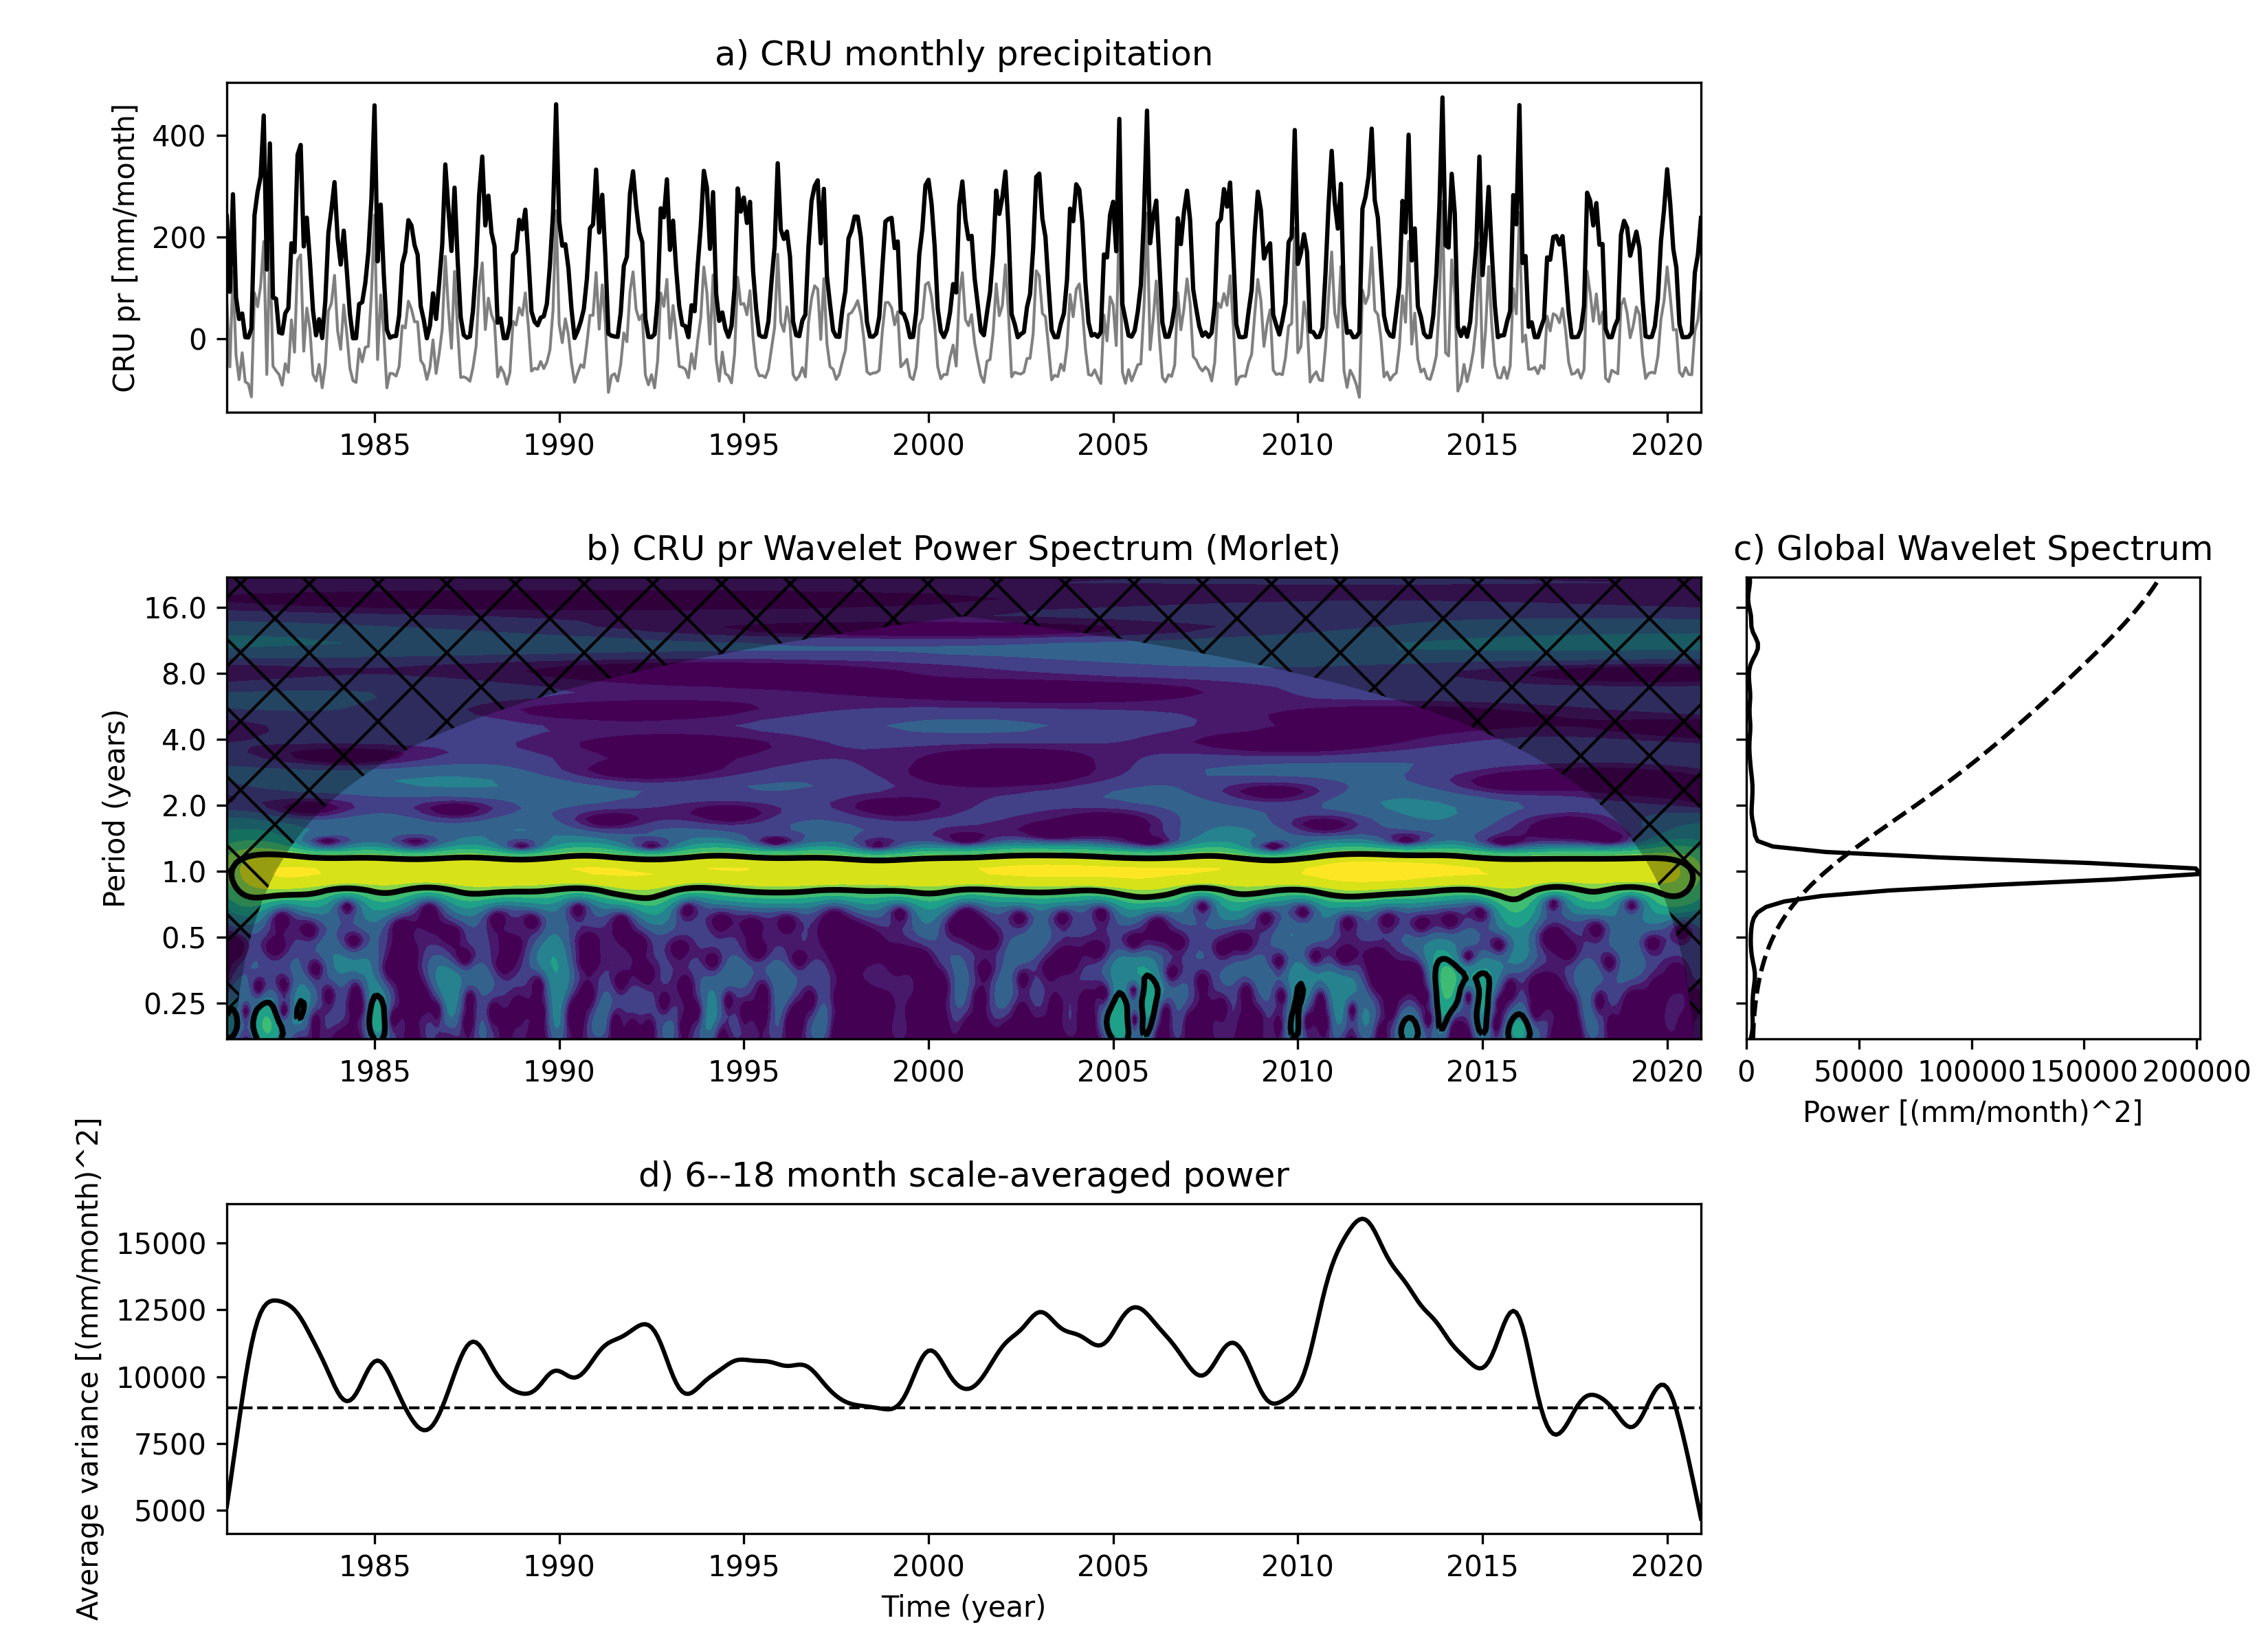 a) CRU monthly precipitation
CRU pr [mm/month]
400
200
0
1985 1990 1995 2000 2005 2010 2015 2020
b) CRU pr Wavelet Power Spectrum (Morlet)
Period (years)
16.0
8.0
4.0
2.0
1.0
0.5
0.25
1985 1990 1995 2000 2005 2010 2015 2020
c) Global Wavelet Spectrum
0 50000 100000 150000 200000
Power [(mm/month)^2]
d) 6--18 month scale-averaged power
Average variance [(mm/month)^2]
15000
12500
10000
7500
5000
1985 1990 1995 2000 2005 2010 2015 2020
Time (year)